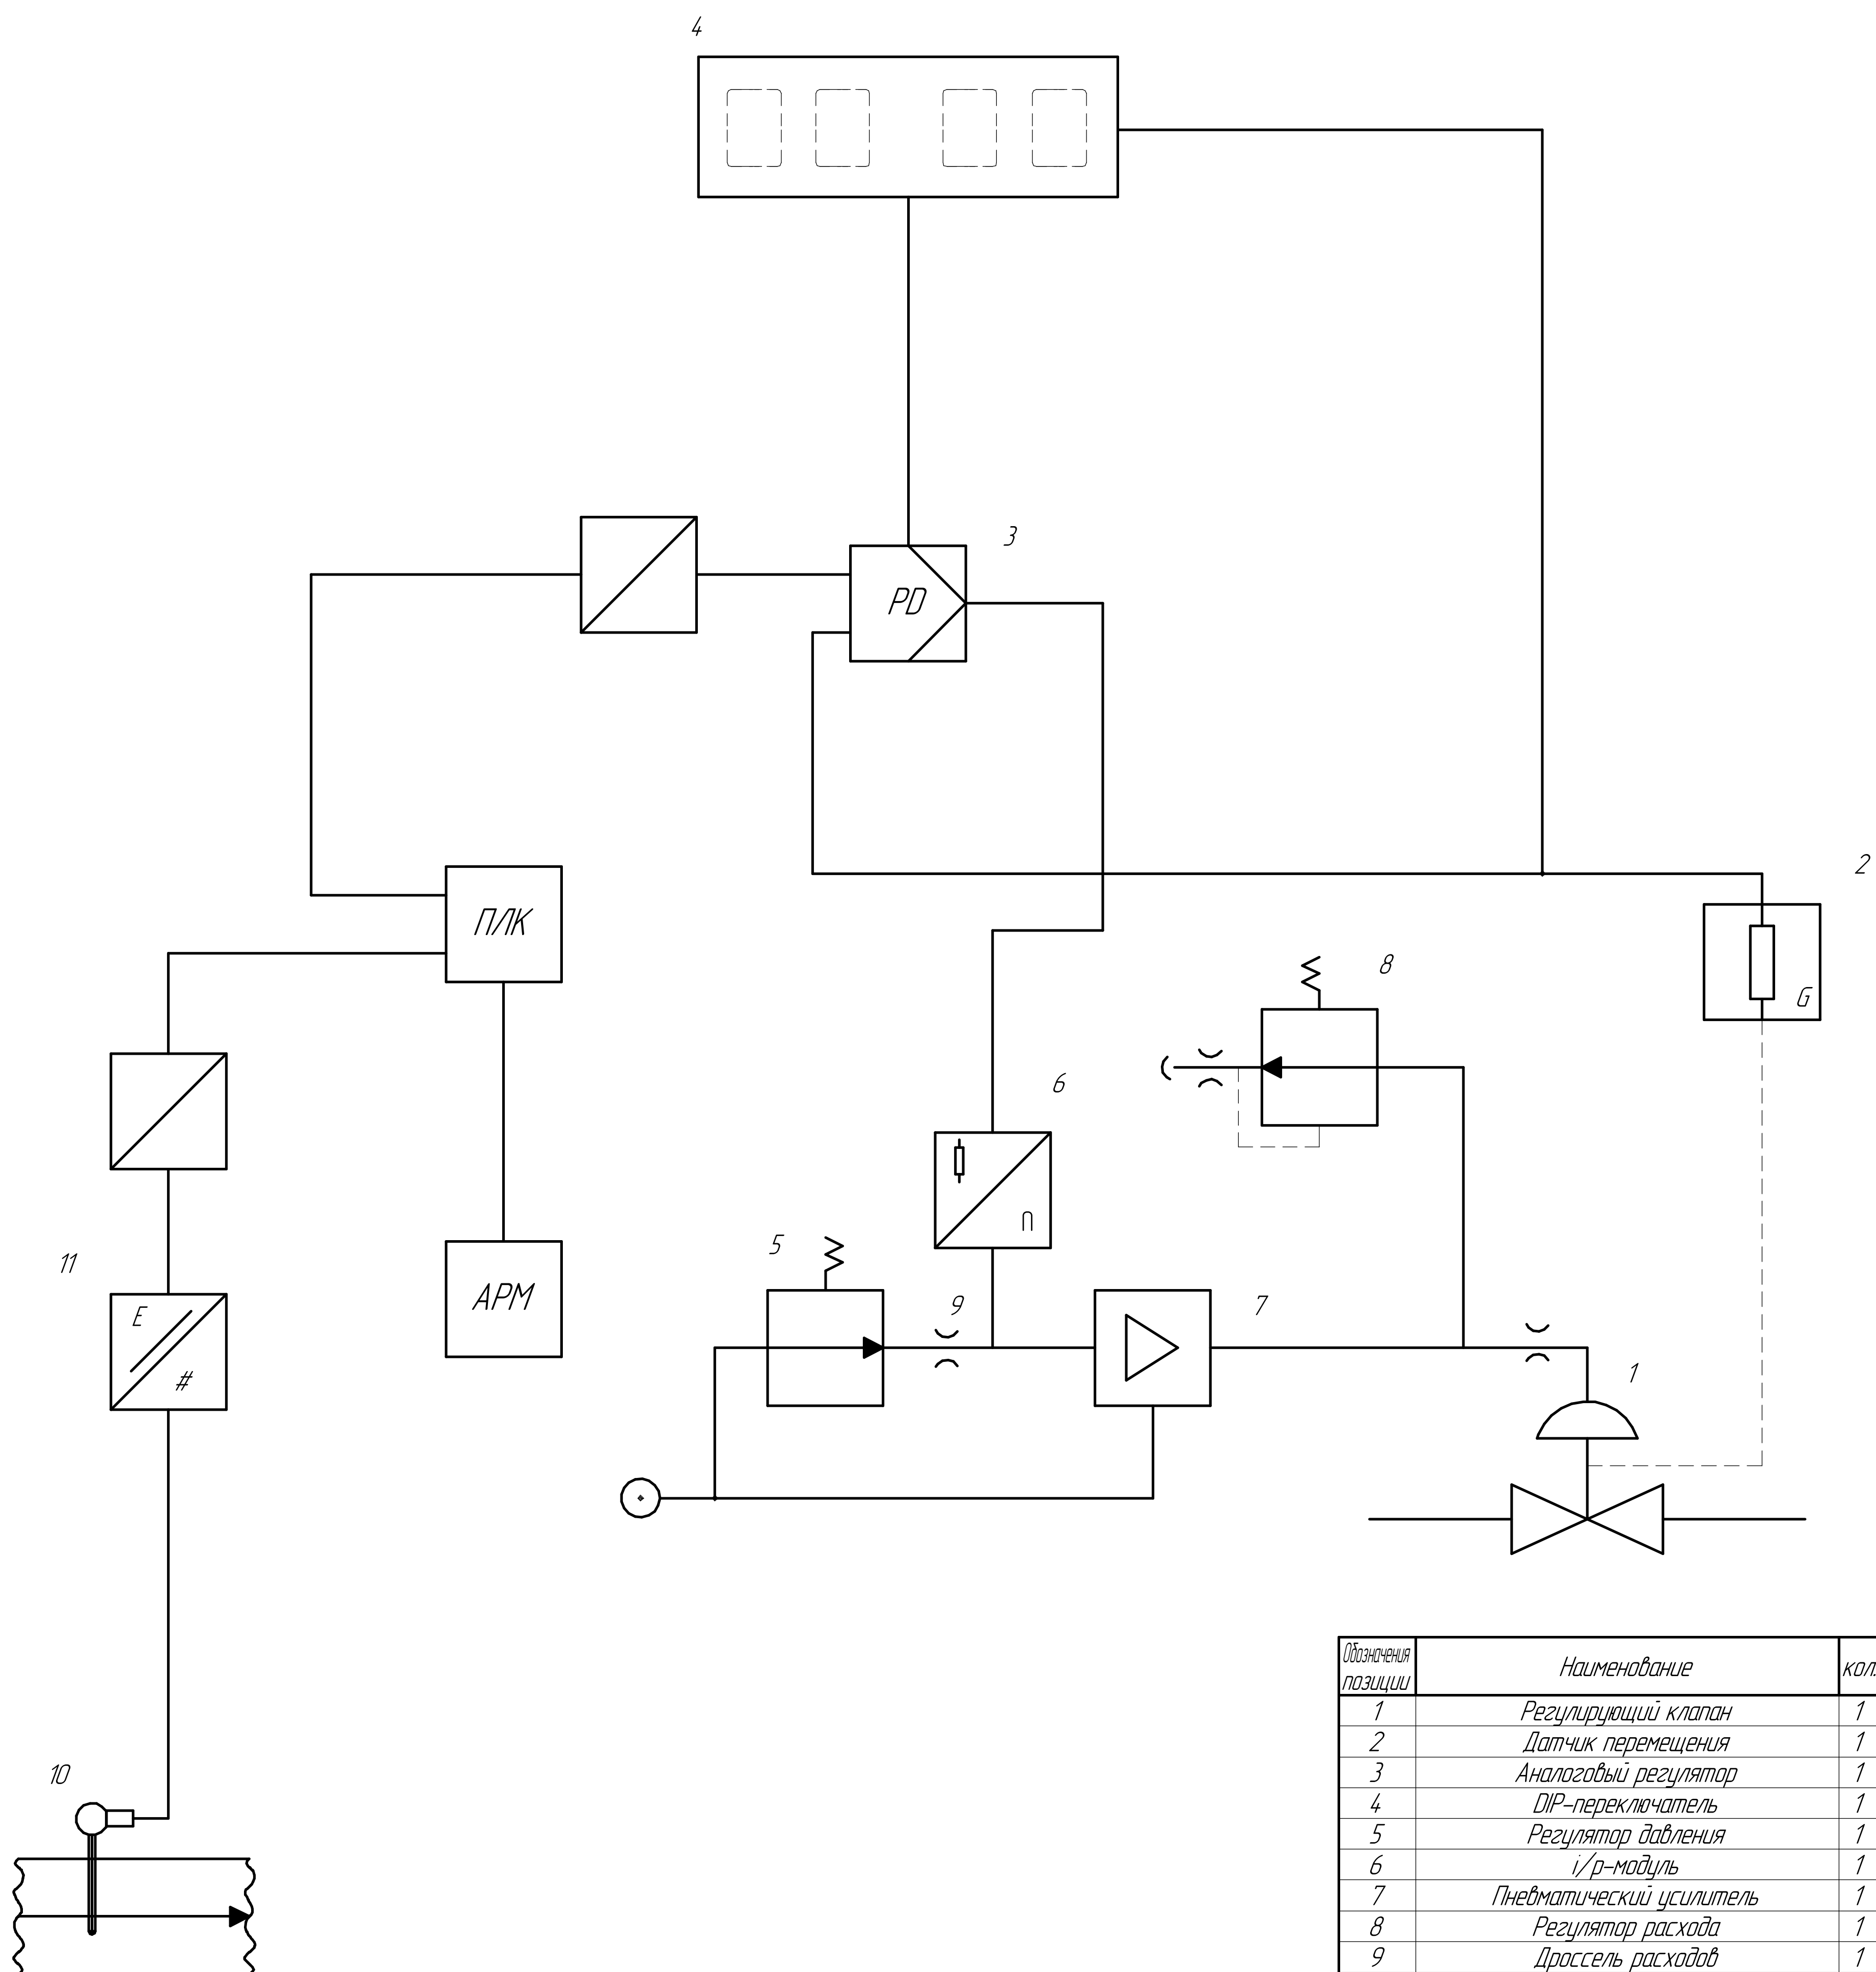 4
3
PD
2
ПЛК
8
G
6
П
11
5
E
#
АРМ
9
7
1
10
Обозначения позиции
Наименование
кол.
1 Регулирующий клапан 1
2 Датчик перемещения 1
3 Аналоговый регулятор 1
4 DIP-переключатель 1
5 Регулятор давления 1
6 i/p-модуль 1
7 Пневматический усилитель 1
8 Регулятор расхода 1
9 Дроссель расходов 1